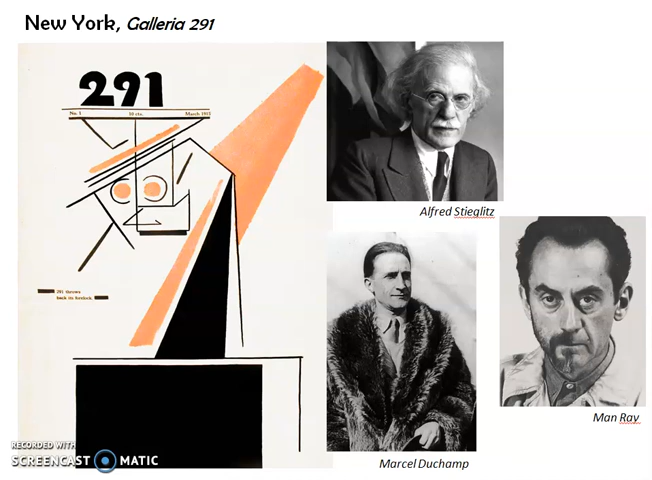 New York, Galleria 291
291
No. 1 10 cts. March 1915
291 throws
back its forelock
Alfred Stieglitz
Marcel Duchamp
Man Ray
RECORDED WITH
SCREENCAST MATIC